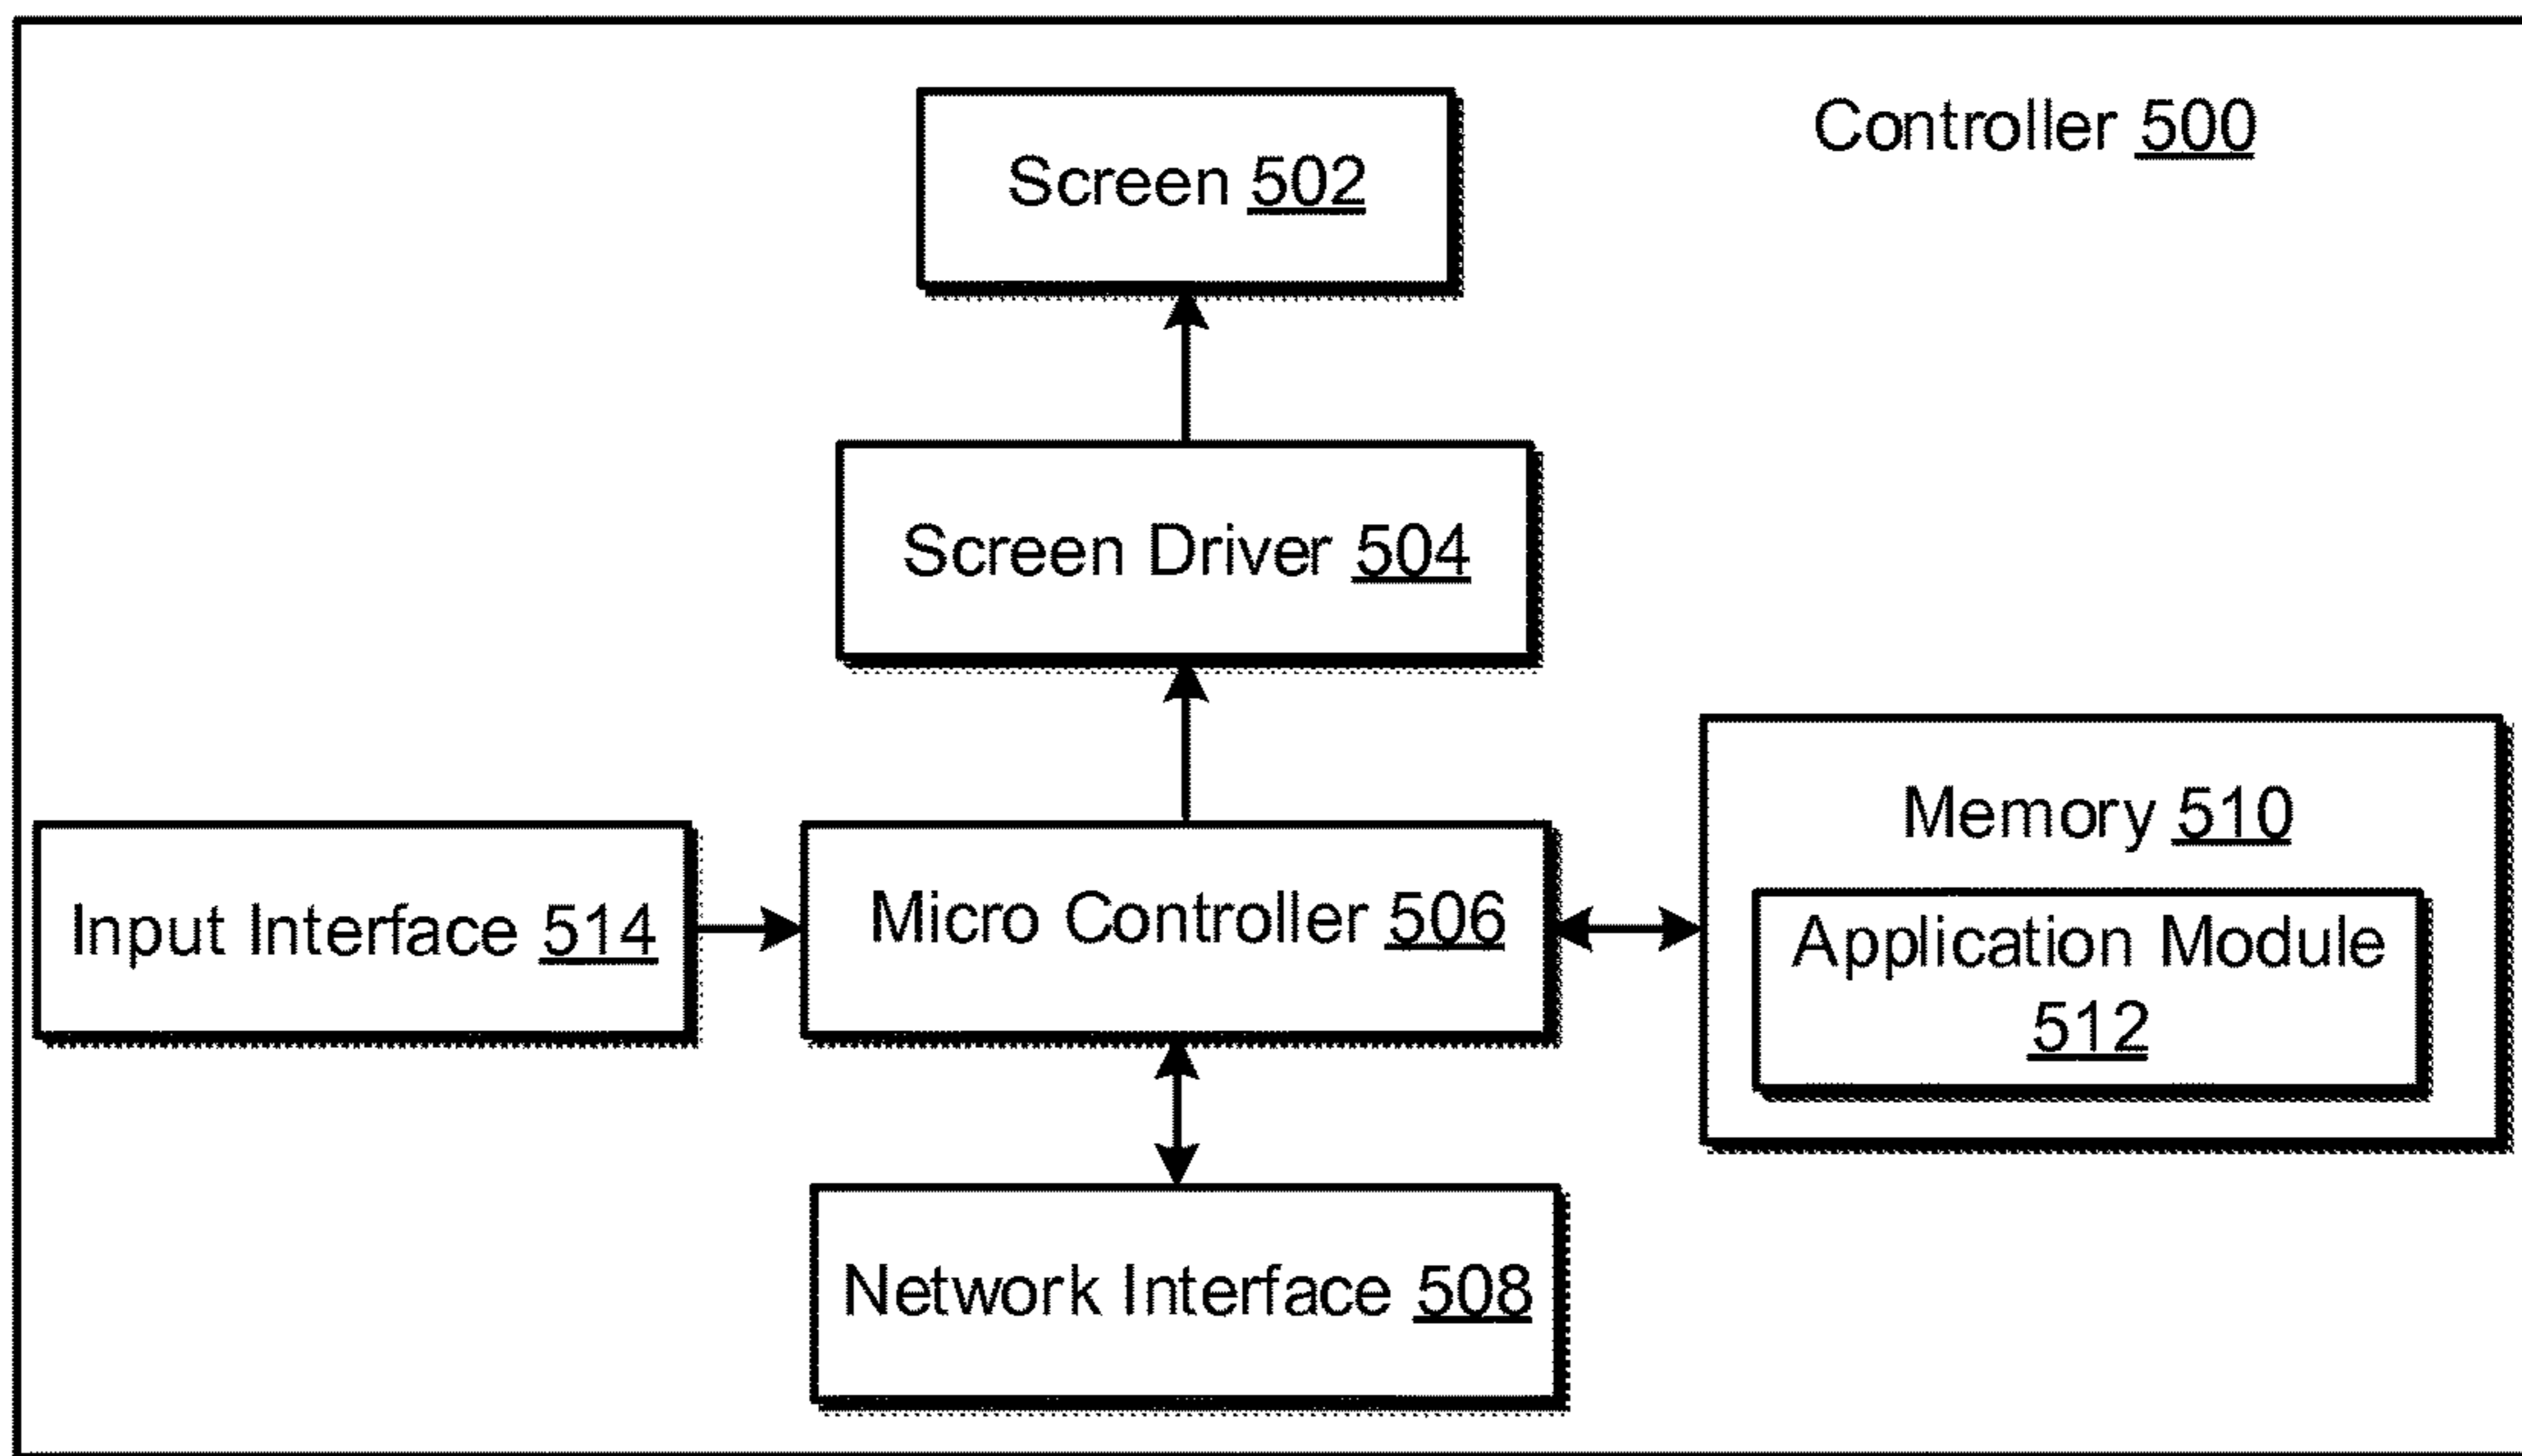 Controller 500
Screen 502
Screen Driver 504
Memory 510
Input Interface 514
Micro Controller 506
Application Module
512
Network Interface 508